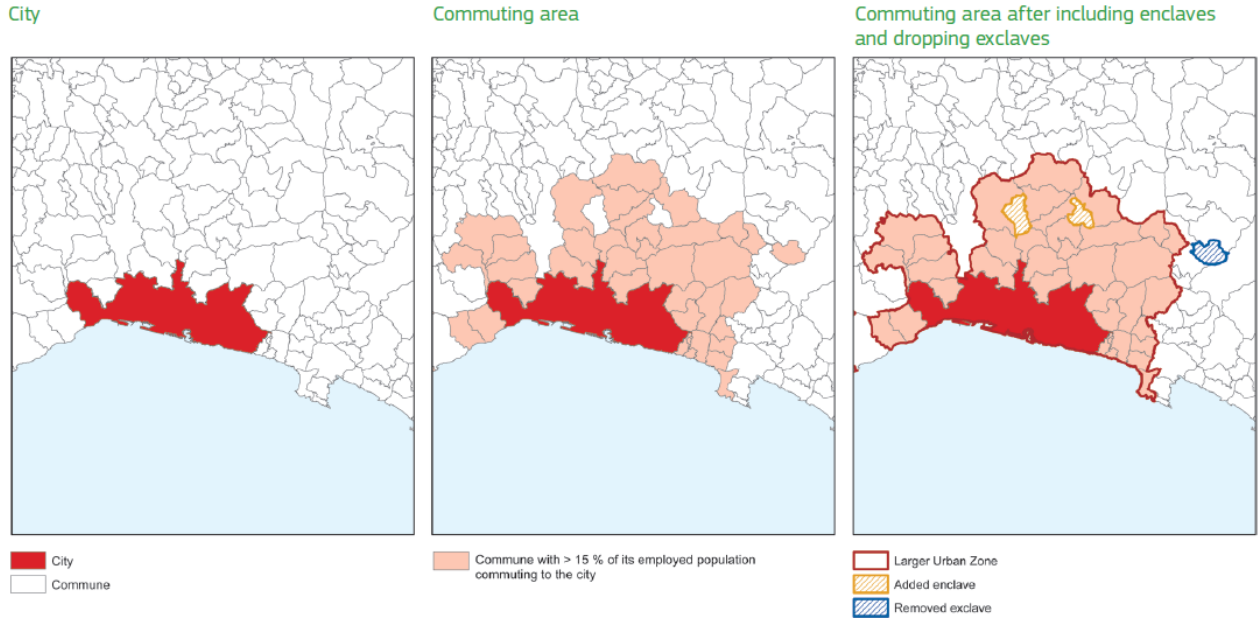 City
Commuting area
Commuting area after including enclaves
and dropping exclaves
City
Commune
Commune with > 15 % of its employed population
commuting to the city
Larger Urban Zone
Added enclave
Removed exclave